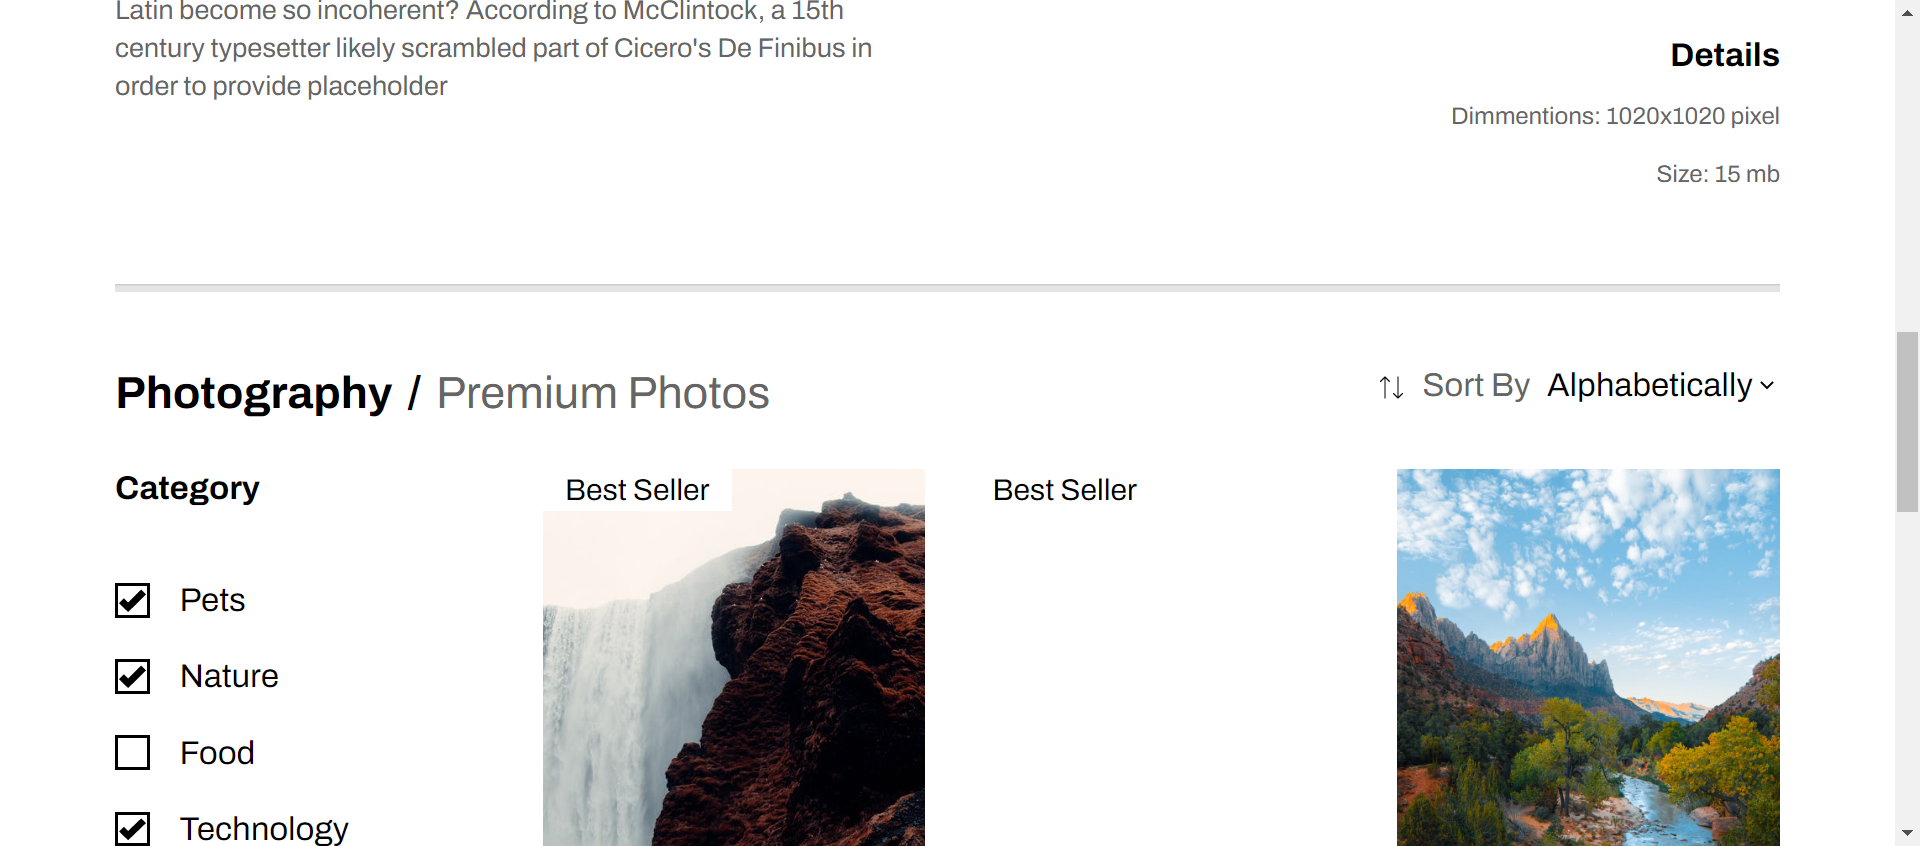 Latin become so incoherent? According to McClintock, a 15th
century typesetter likely scrambled part of Cicero's De Finibus in
order to provide placeholder
Details
Dimmentions: 1020x1020 pixel
Size: 15 mb
Photography / Premium Photos
Sort By Alphabetically
Category
Pets
Nature
Food
Technology
Best Seller
Best Seller